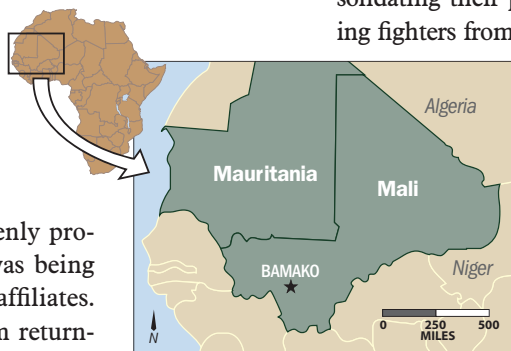 solidating their
ing fighters from
Algeria
Mauritania
Mali
enly pro-
was being
affiliates.
return-
BAMAKO
Niger
N
0 250 500
MILES